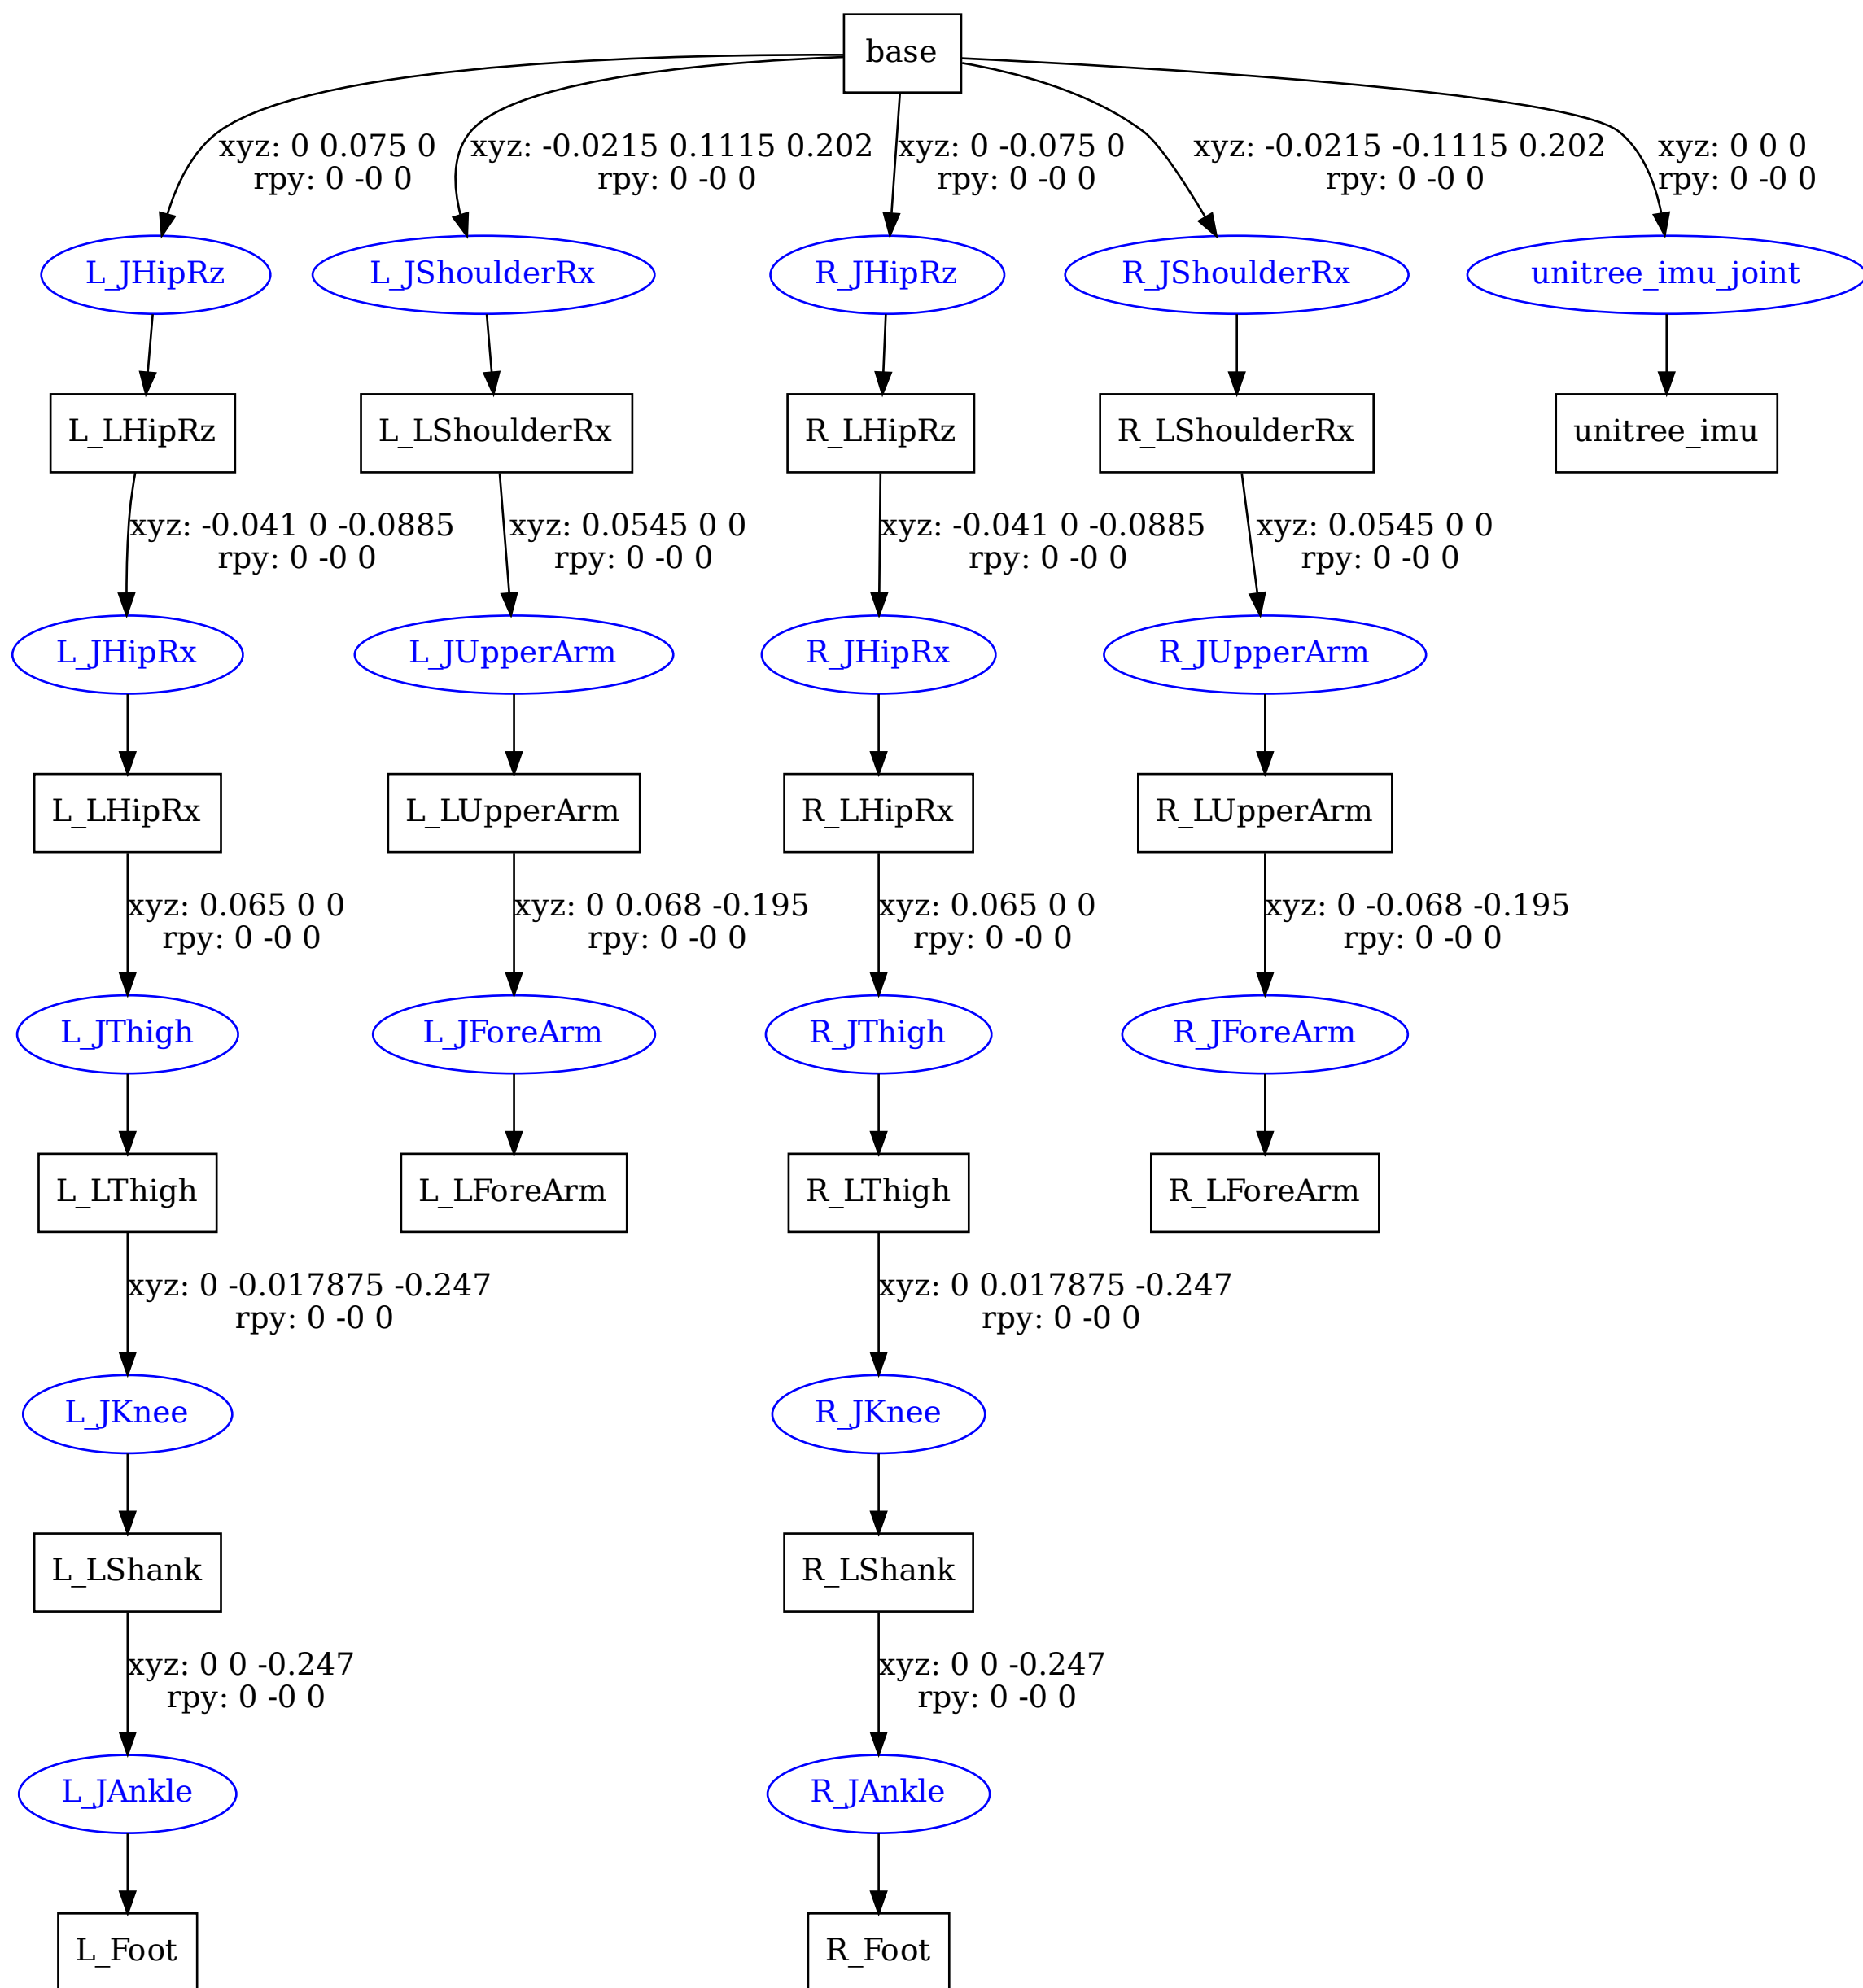 base
xyz: 0 0.075 0
rpy: 0 -0 0
xyz: -0.0215 0.1115 0.202
rpy: 0 -0 0
xyz: 0 -0.075 0
rpy: 0 -0 0
xyz: -0.0215 -0.1115 0.202
rpy: 0 -0 0
xyz: 0 0 0
rpy: 0 -0 0
L_JHipRz
L_JShoulderRx
R_JHipRz
R_JShoulderRx
unitree_imu_joint
L_LHipRz
L_LShoulderRx
R_LHipRz
R_LShoulderRx
unitree_imu
xyz: -0.041 0 -0.0885
rpy: 0 -0 0
xyz: 0.0545 0 0
rpy: 0 -0 0
xyz: -0.041 0 -0.0885
rpy: 0 -0 0
xyz: 0.0545 0 0
rpy: 0 -0 0
L_JHipRx
L_JUpperArm
R_JHipRx
R_JUpperArm
L_LHipRx
L_LUpperArm
R_LHipRx
R_LUpperArm
xyz: 0.065 0 0
rpy: 0 -0 0
xyz: 0 0.068 -0.195
rpy: 0 -0 0
xyz: 0.065 0 0
rpy: 0 -0 0
xyz: 0 -0.068 -0.195
rpy: 0 -0 0
L_JThigh
L_JForeArm
R_JThigh
R_JForeArm
L_LThigh
L_LForeArm
R_LThigh
R_LForeArm
xyz: 0 -0.017875 -0.247
rpy: 0 -0 0
xyz: 0 0.017875 -0.247
rpy: 0 -0 0
L_JKnee
R_JKnee
L_LShank
R_LShank
xyz: 0 0 -0.247
rpy: 0 -0 0
xyz: 0 0 -0.247
rpy: 0 -0 0
L_JAnkle
R_JAnkle
L_Foot
R_Foot